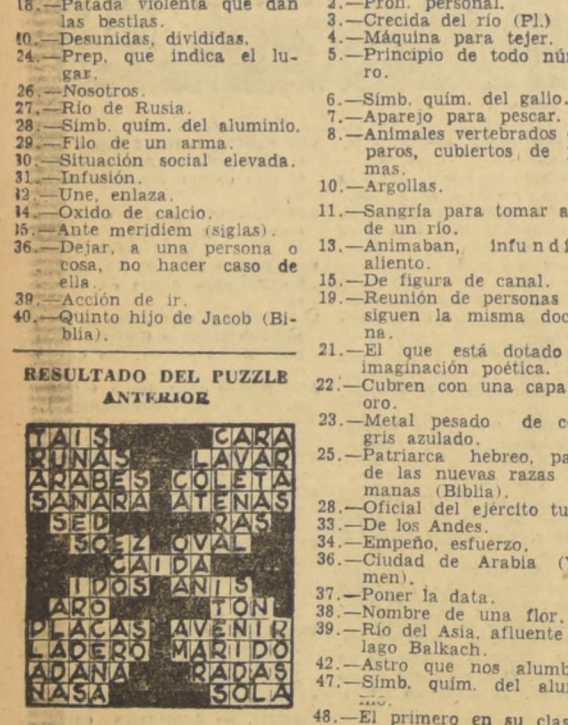 18.—Patada violenta que dan
las bestias.
20.—Desunidas, divididas.
24.—Prep. que indica el lu-
gar.
26.—Nosotros.
27.—Río de Rusia.
28.—Símb. quím. del aluminio.
29.—Filo de un arma.
30.—Situación social elevada.
31.—Infusión.
32.—Une, enlaza.
34.—Oxido de calcio.
35.—Ante meridiem (siglas).
36.—Dejar, a una persona o
cosa, no hacer caso de
ella.
39.—Acción de ir.
40.—Quinto hijo de Jacob (Bi-
blia).
RESULTADO DEL PUZZLE
ANTERIOR
TAIS CARA
RUNAS LAVAR
ARABES COLETA
SANARA ATENAS
SED RAS
SOEZ OVAL
CAIDA
IDOS ANIS
ARO TON
PLACAS AVENIR
LADERO MARIDO
ADANA RADAS
NASA SOLA
2.—Pron. personal.
3.—Crecida del río (Pl.)
4.—Máquina para tejer.
5.—Principio de todo
ro.
6.—Símb. quím. del galio.
7.—Aparejo para pescar.
8.—Animales vertebrados
paros, cubiertos de
mas.
10.—Argollas.
11.—Sangría para tomar a
de un río.
13.—Animaban,
aliento.
15.—De figura de canal.
19.—Reunión de personas
siguen la misma doc
na.
21.—El que está dotado
imaginación poética.
22.—Cubren con una capa
oro.
23.—Metal pesado de c
gris azulado.
25.—Patriarca hebreo, pa
de las nuevas razas
manas (Biblia).
28.—Oficial del ejército tu
33.—De los Andes.
34.—Empeño, esfuerzo.
36.—Ciudad de Arabia (
men).
37.—Poner la data.
38.—Nombre de una flor.
39.—Río del Asia, afluente
lago Balkach.
42.—Astro que nos alumb
47.—Símb. quím. del alu
48.—El primero en su clas